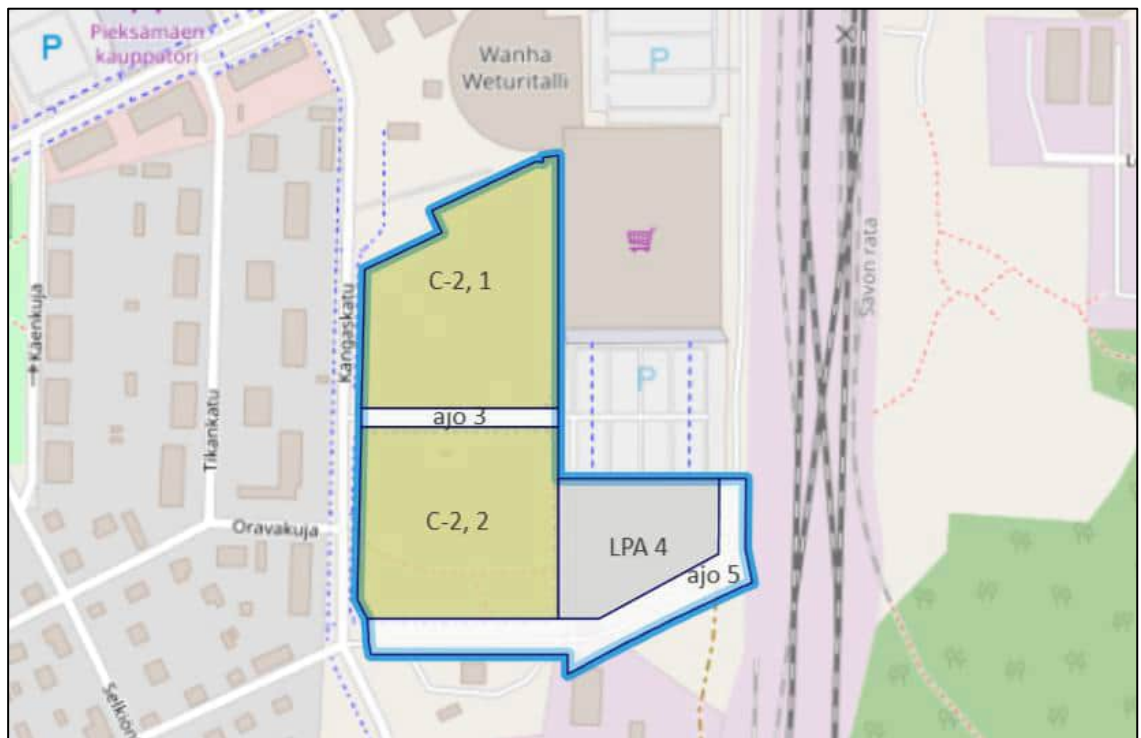 P
Pieksämäen
kauppatori
Wanha
Weturitalli
P
C-2, 1
Savon rata
Käenkuja
Kangaskatu
Tikankatu
P
ajo 3
C-2, 2
Oravakuja
LPA 4
ajo 5